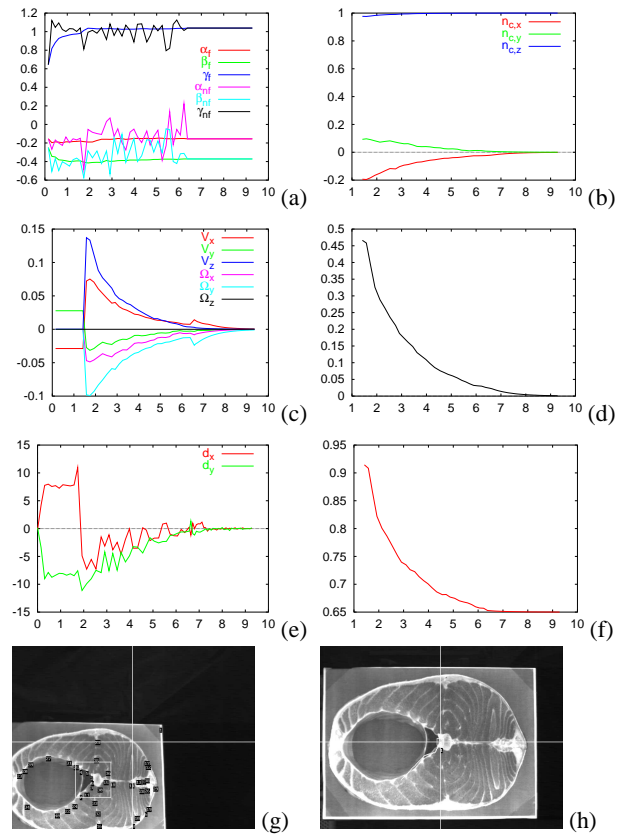 1.2
1
0.8
0.6
0.4
0.2
0
-0.2
-0.4
-0.6
α_f
β_f
γ_f
α_nf
β_nf
γ_nf
0 1 2 3 4 5 6 7 8 9 10
(a)
1
0.8
0.6
0.4
0.2
0
-0.2
n_c,x
n_c,y
n_c,z
1 2 3 4 5 6 7 8 9 10
(b)
0.15
0.1
0.05
0
-0.05
-0.1
V_x
V_y
V_z
Ω_x
Ω_y
Ω_z
0 1 2 3 4 5 6 7 8 9 10
(c)
0.5
0.45
0.4
0.35
0.3
0.25
0.2
0.15
0.1
0.05
0
1 2 3 4 5 6 7 8 9 10
(d)
15
10
5
0
-5
-10
-15
d_x
d_y
0 1 2 3 4 5 6 7 8 9 10
(e)
0.95
0.9
0.85
0.8
0.75
0.7
0.65
1 2 3 4 5 6 7 8 9 10
(f)
(g)
(h)